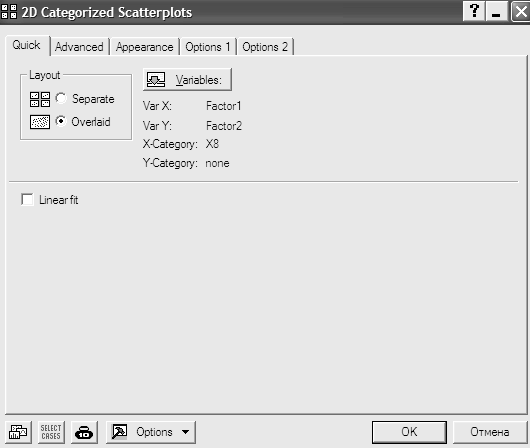 2D Categorized Scatterplots
Quick Advanced Appearance Options 1 Options 2
Layout
Separate
Overlaid
Variables:
Var X: Factor1
Var Y: Factor2
X-Category: X8
Y-Category: none
Linear fit
SELECT
CASES
Options
OK
Отмена